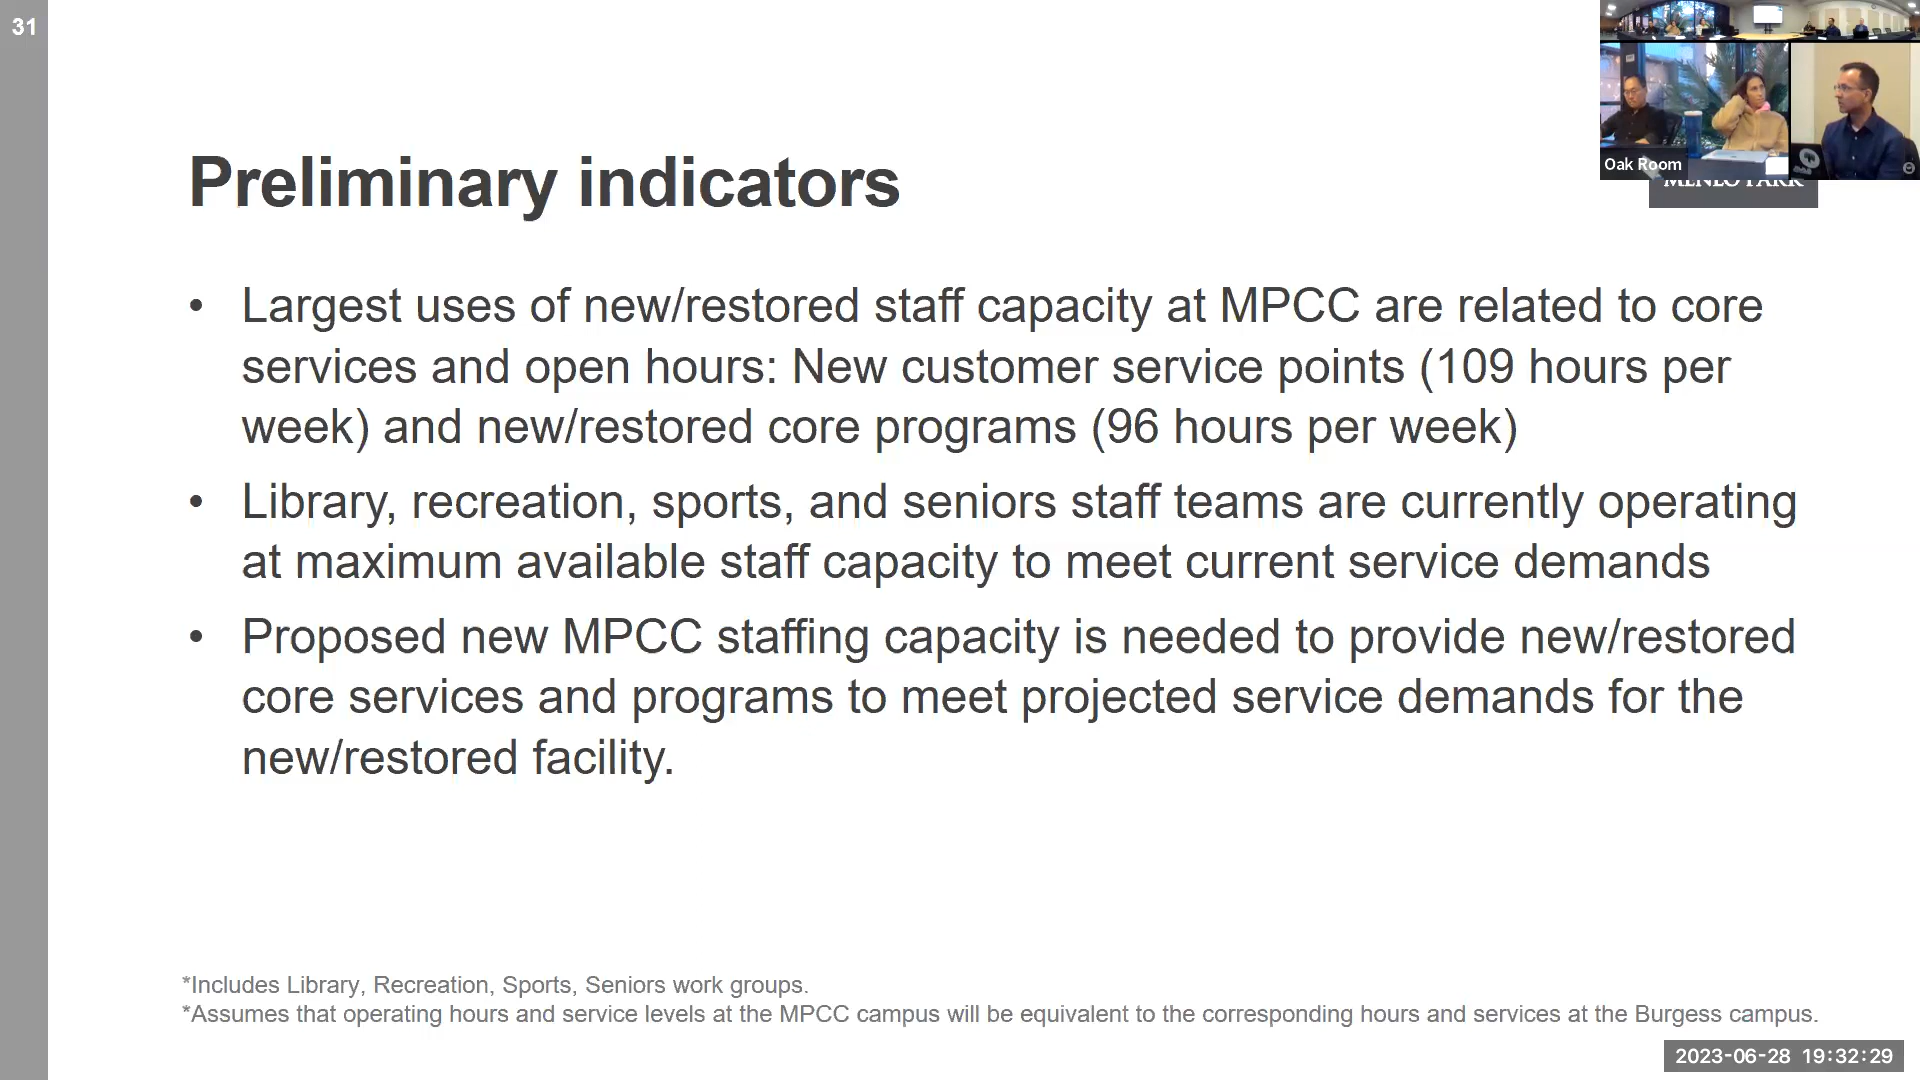 31
Oak Room
MENLO PARK
Preliminary indicators
• Largest uses of new/restored staff capacity at MPCC are related to core
services and open hours: New customer service points (109 hours per
week) and new/restored core programs (96 hours per week)
• Library, recreation, sports, and seniors staff teams are currently operating
at maximum available staff capacity to meet current service demands
• Proposed new MPCC staffing capacity is needed to provide new/restored
core services and programs to meet projected service demands for the
new/restored facility.
*Includes Library, Recreation, Sports, Seniors work groups.
*Assumes that operating hours and service levels at the MPCC campus will be equivalent to the corresponding hours and services at the Burgess campus.
2023-06-28 19:32:29